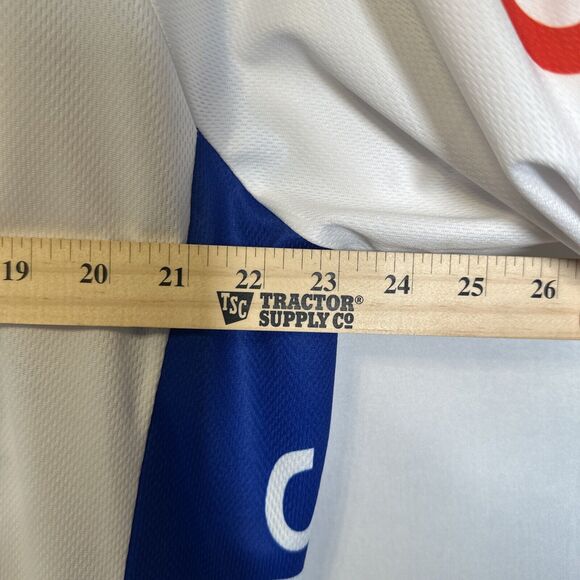 19 20 21 22 23 24 25 26
TSC TRACTOR®
SUPPLY CO